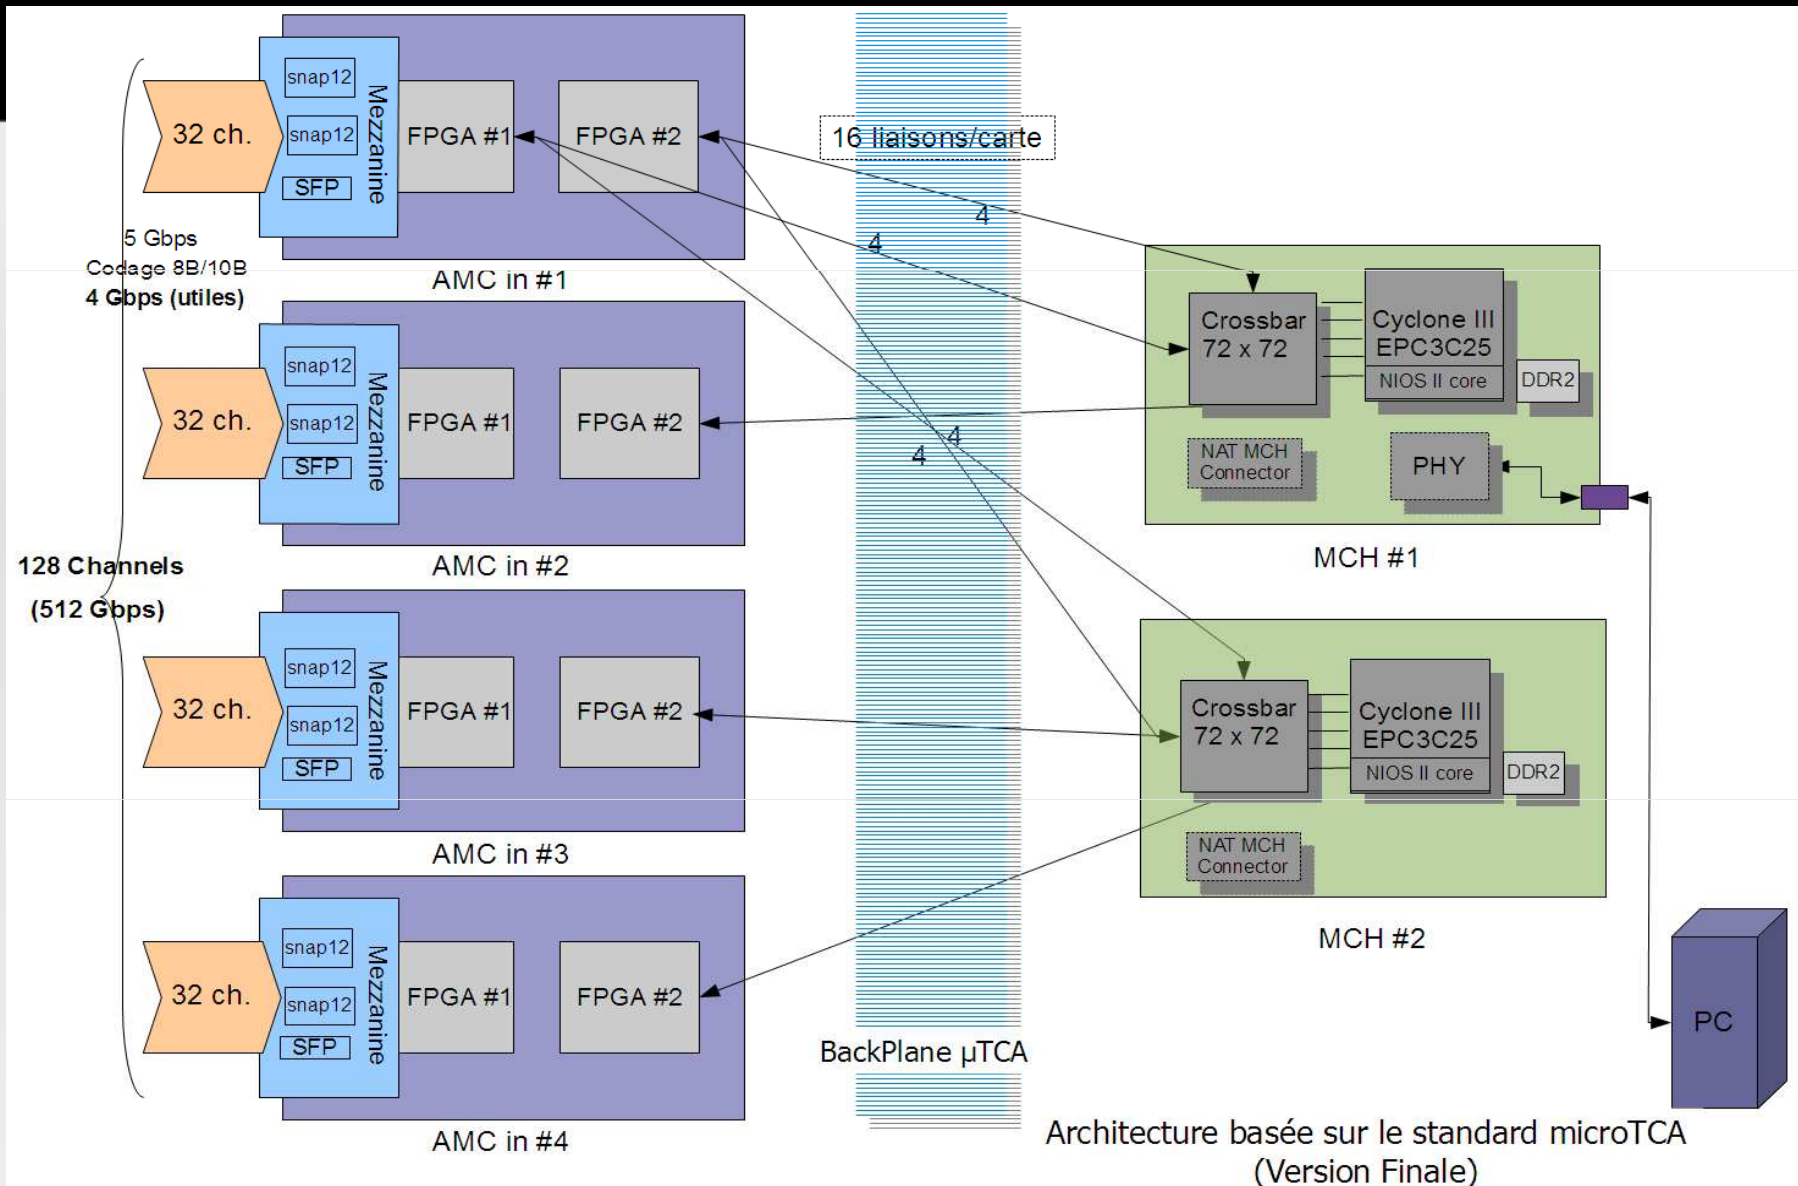 128 Channels
(512 Gbps)
5 Gbps
Codage 8B/10B
4 Gbps (utiles)
32 ch.
snap12
snap12
SFP
Mezzanine
FPGA #1
FPGA #2
AMC in #1
32 ch.
snap12
snap12
SFP
Mezzanine
FPGA #1
FPGA #2
AMC in #2
32 ch.
snap12
snap12
SFP
Mezzanine
FPGA #1
FPGA #2
AMC in #3
32 ch.
snap12
snap12
SFP
Mezzanine
FPGA #1
FPGA #2
AMC in #4
16 liaisons/carte
4
4
4
4
BackPlane µTCA
Crossbar
72 x 72
Cyclone III
EPC3C25
NIOS II core
DDR2
NAT MCH
Connector
PHY
MCH #1
Crossbar
72 x 72
Cyclone III
EPC3C25
NIOS II core
DDR2
NAT MCH
Connector
MCH #2
PC
Architecture basée sur le standard microTCA
(Version Finale)